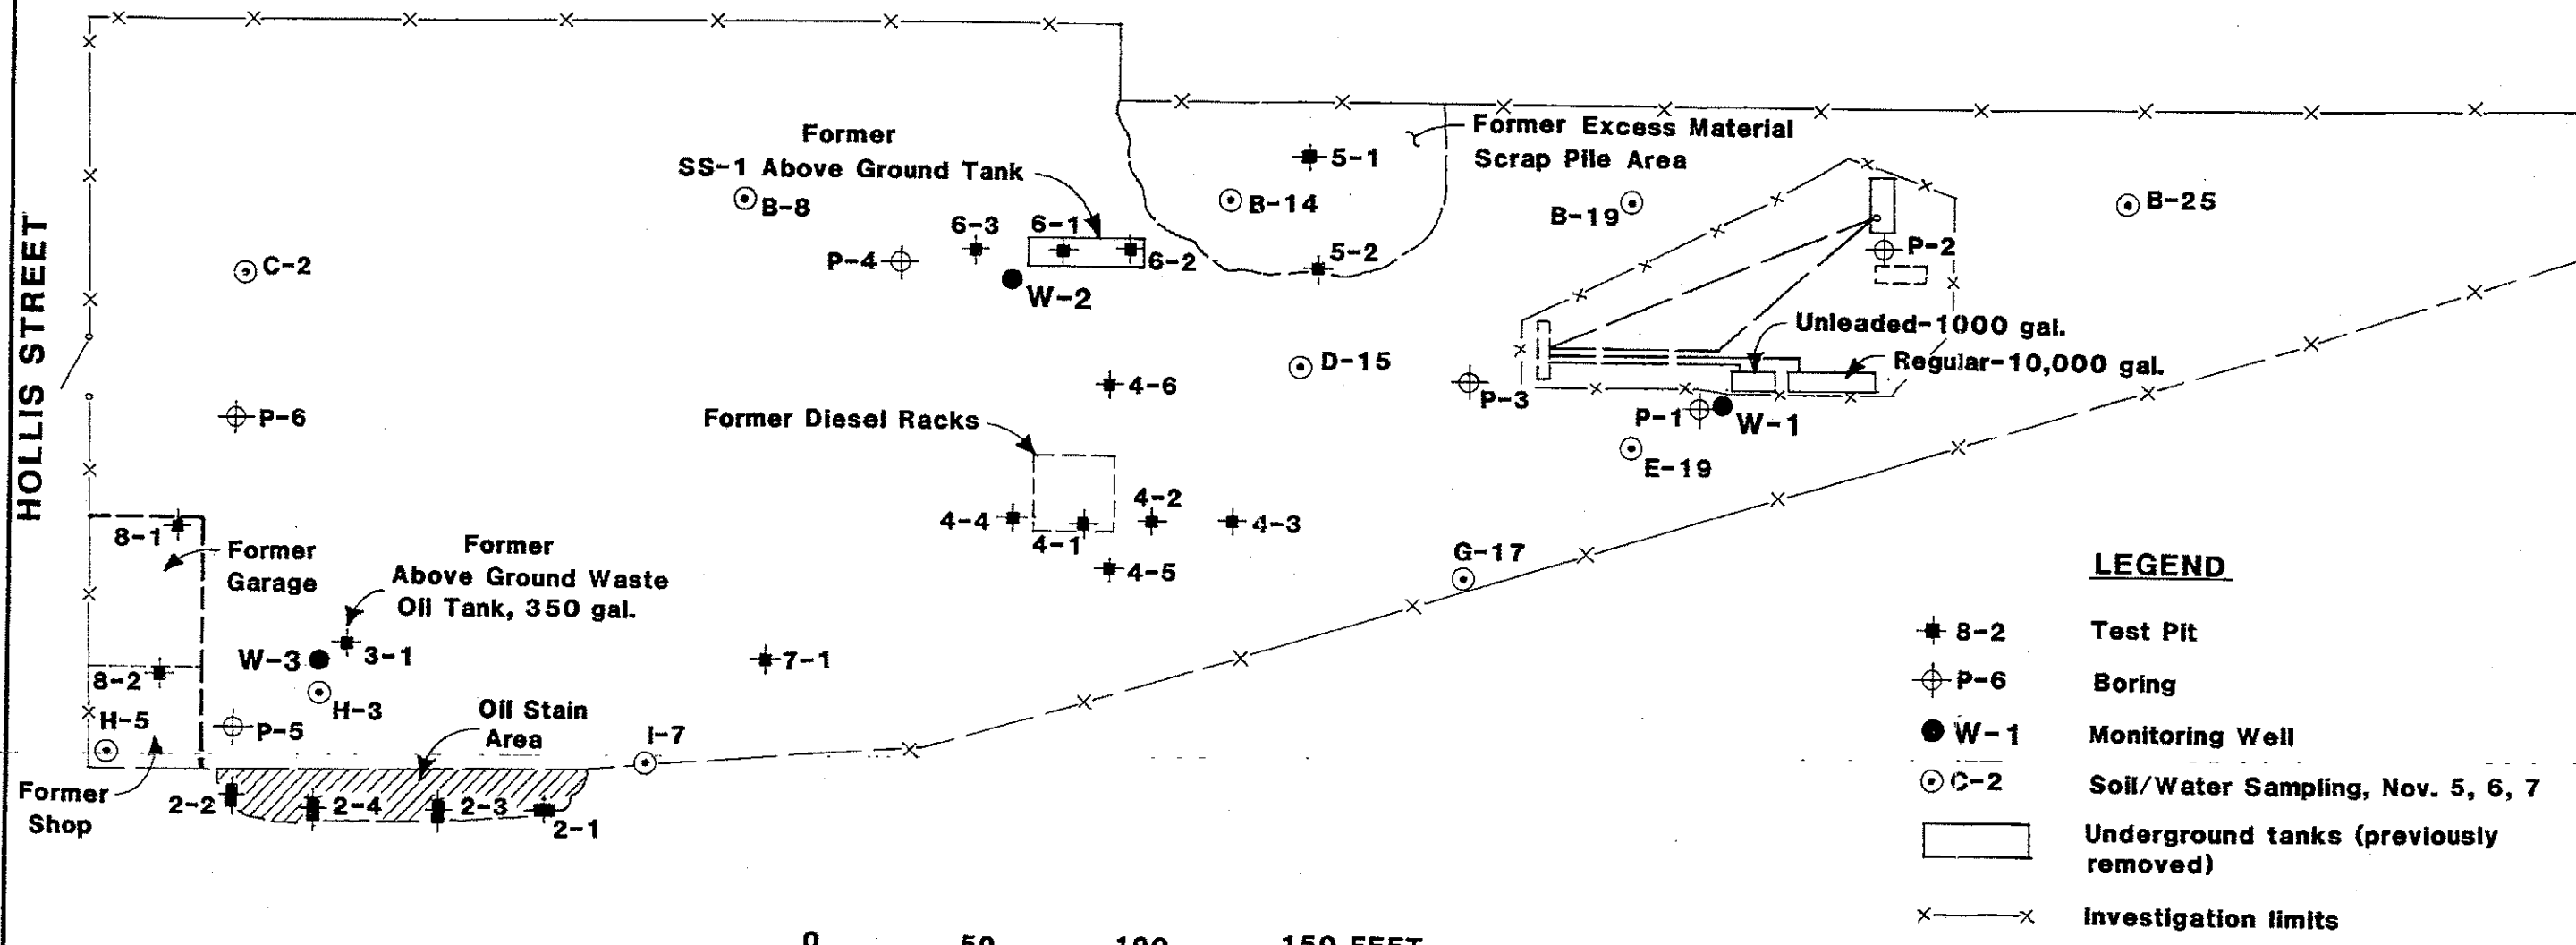 HOLLIS STREET
Former
SS-1 Above Ground Tank
B-8
C-2
P-4
6-3
6-1
6-2
W-2
5-1
Former Excess Material
Scrap Pile Area
B-14
5-2
B-19
P-2
B-25
Unleaded-1000 gal.
Regular-10,000 gal.
D-15
P-3
P-1
W-1
E-19
P-6
4-6
Former Diesel Racks
4-4
4-1
4-2
4-3
4-5
G-17
8-1
Former
Garage
Former
Above Ground Waste
Oil Tank, 350 gal.
W-3
3-1
8-2
H-3
H-5
P-5
Oil Stain
Area
I-7
7-1
Former
Shop
2-2
2-4
2-3
2-1
LEGEND
8-2 Test Pit
P-6 Boring
W-1 Monitoring Well
C-2 Soil/Water Sampling, Nov. 5, 6, 7
Underground tanks (previously
removed)
Investigation limits
0 50 100 150 FEET